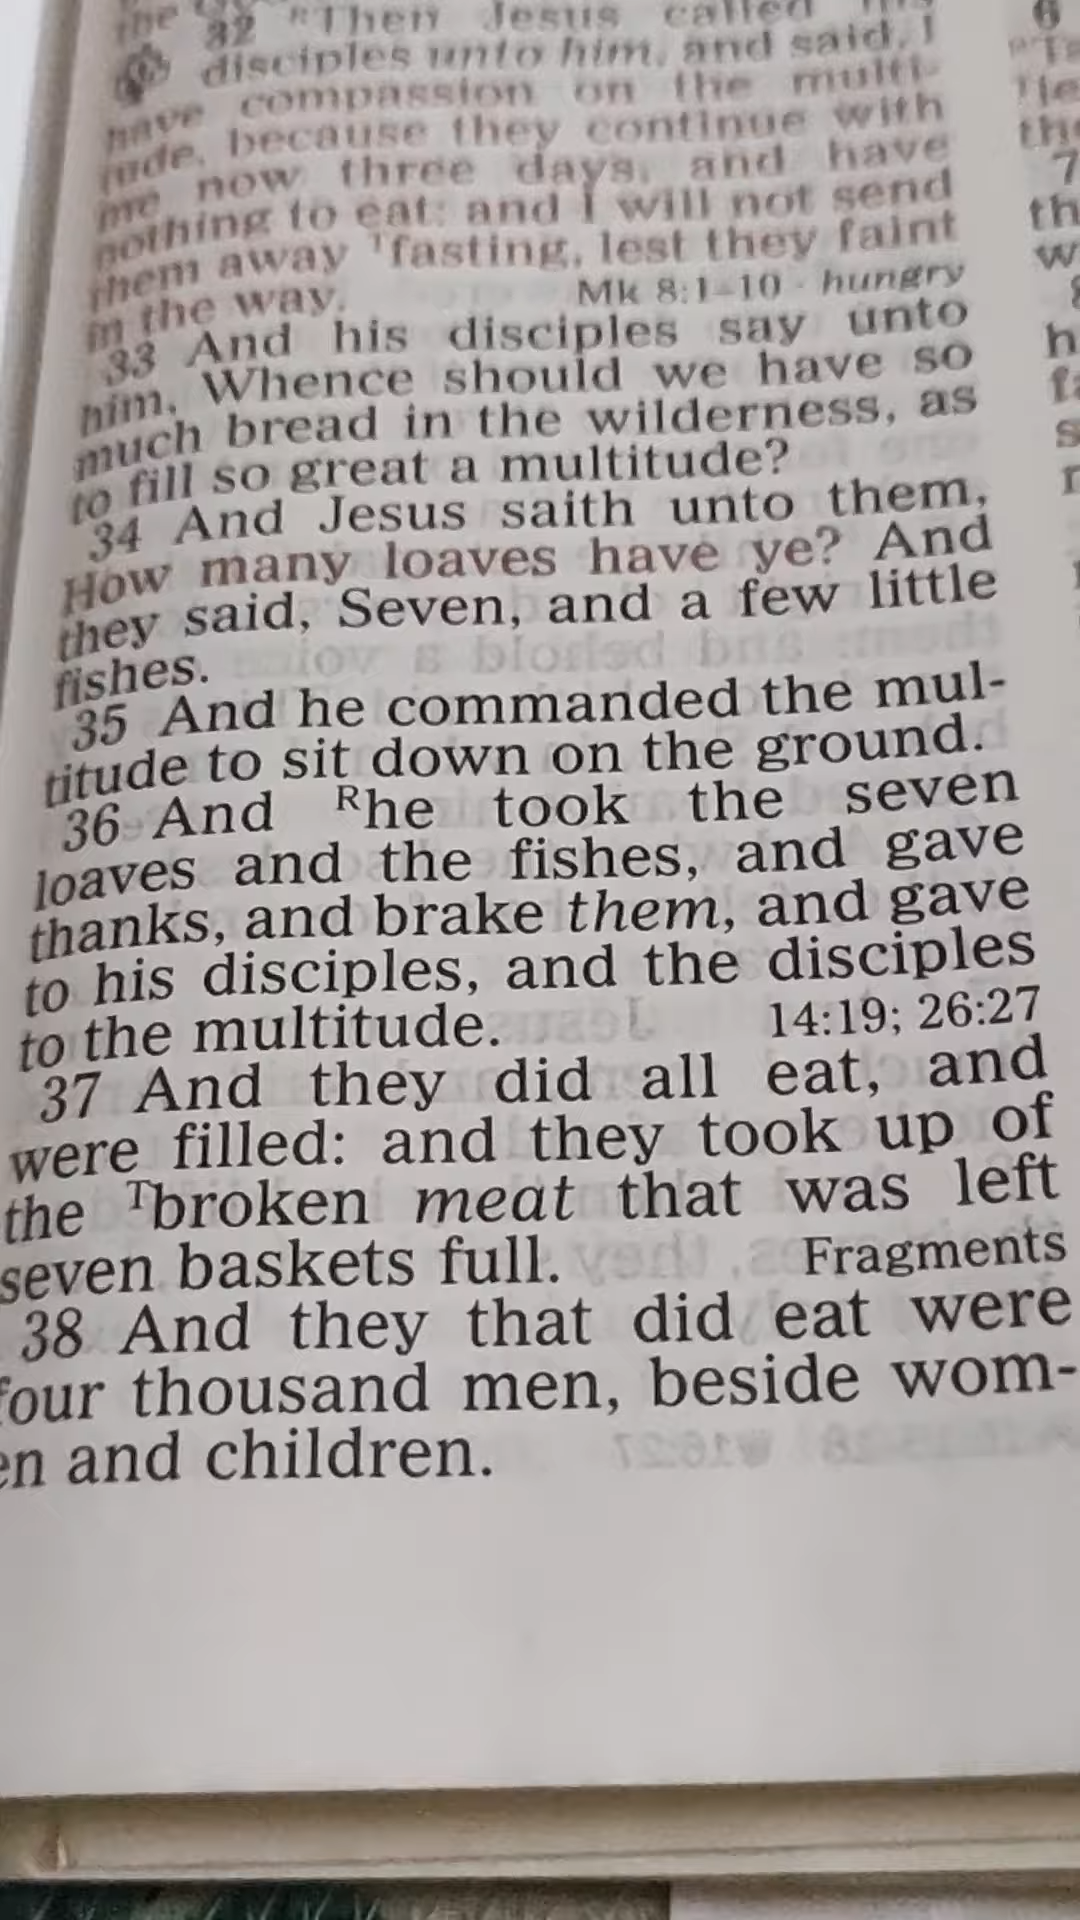 the
32 RThen Jesus called his
disciples unto him, and said, I
have compassion on the multi-
tude, because they continue with
me now three days, and have
nothing to eat: and I will not send
them away Tfasting, lest they faint
in the way. Mk 8:1–10 · hungry
33 And his disciples say unto
him, Whence should we have so
much bread in the wilderness, as
to fill so great a multitude?
34 And Jesus saith unto them,
How many loaves have ye? And
they said, Seven, and a few little
fishes.
35 And he commanded the mul-
titude to sit down on the ground.
36 And Rhe took the seven
loaves and the fishes, and gave
thanks, and brake them, and gave
to his disciples, and the disciples
to the multitude. 14:19; 26:27
37 And they did all eat, and
were filled: and they took up of
the Tbroken meat that was left
seven baskets full. Fragments
38 And they that did eat were
four thousand men, beside wom-
en and children.
6
7